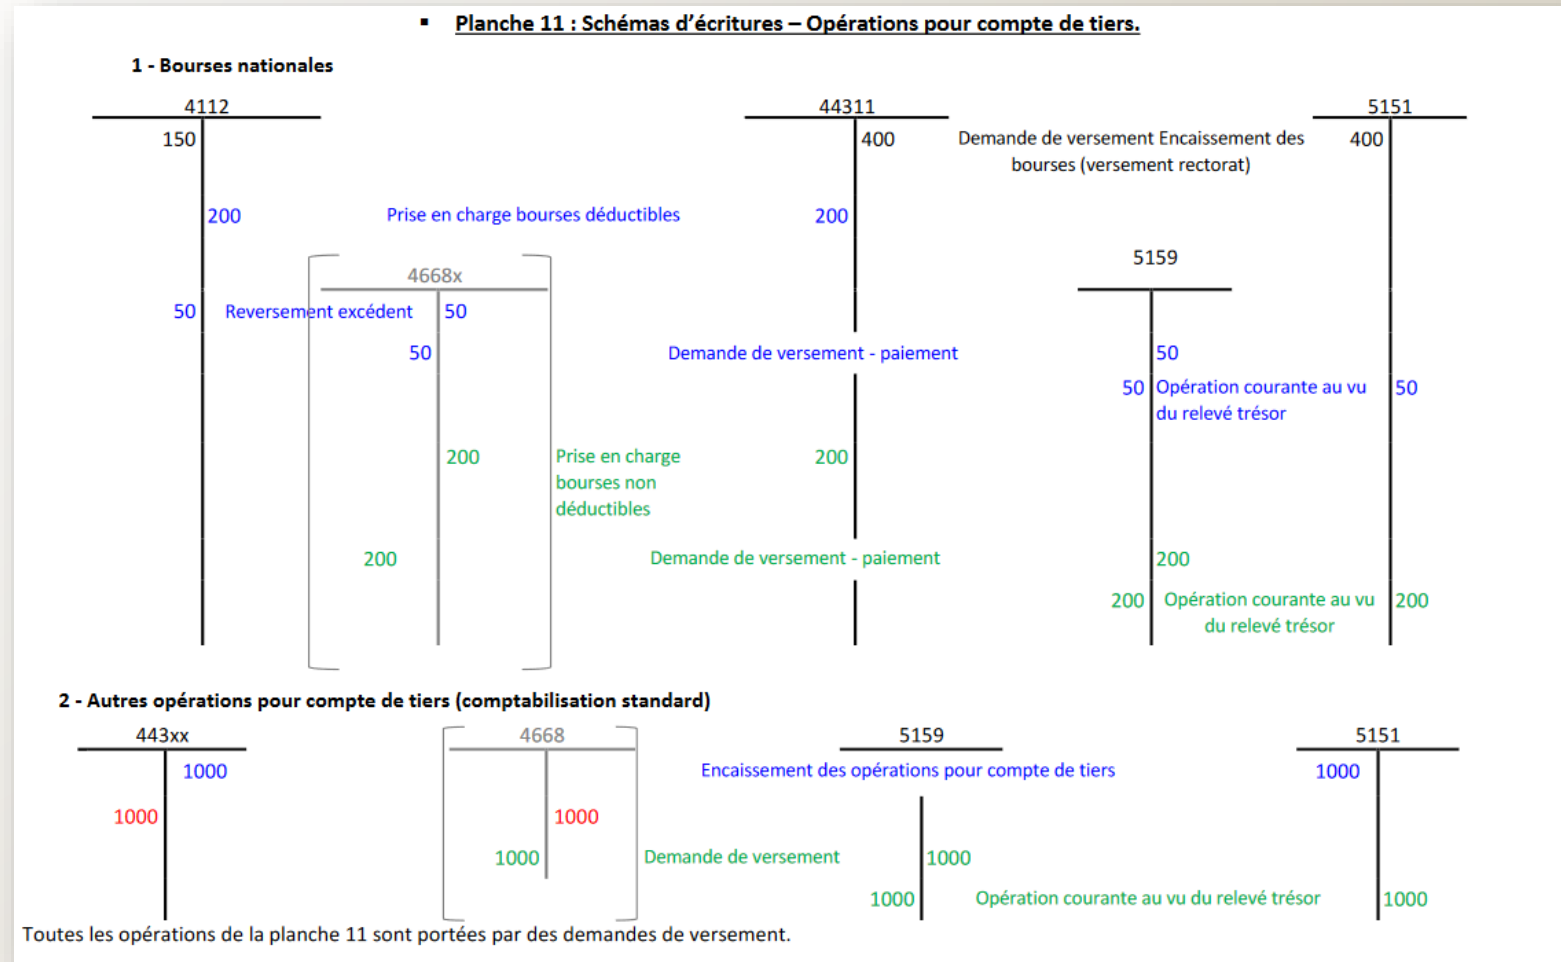 ▪ Planche 11 : Schémas d'écritures – Opérations pour compte de tiers.
1 - Bourses nationales
4112 44311 5151
150 400 Demande de versement Encaissement des 400
bourses (versement rectorat)
200 Prise en charge bourses déductibles 200
5159
4668x
50 Reversement excédent 50
50 Demande de versement - paiement 50
50 Opération courante au vu 50
du relevé trésor
200 Prise en charge 200
bourses non
déductibles
200 Demande de versement - paiement 200
200 Opération courante au vu 200
du relevé trésor
2 - Autres opérations pour compte de tiers (comptabilisation standard)
443xx 4668 5159 5151
1000 Encaissement des opérations pour compte de tiers 1000
1000 1000
1000 Demande de versement 1000
1000 Opération courante au vu du relevé trésor 1000
Toutes les opérations de la planche 11 sont portées par des demandes de versement.